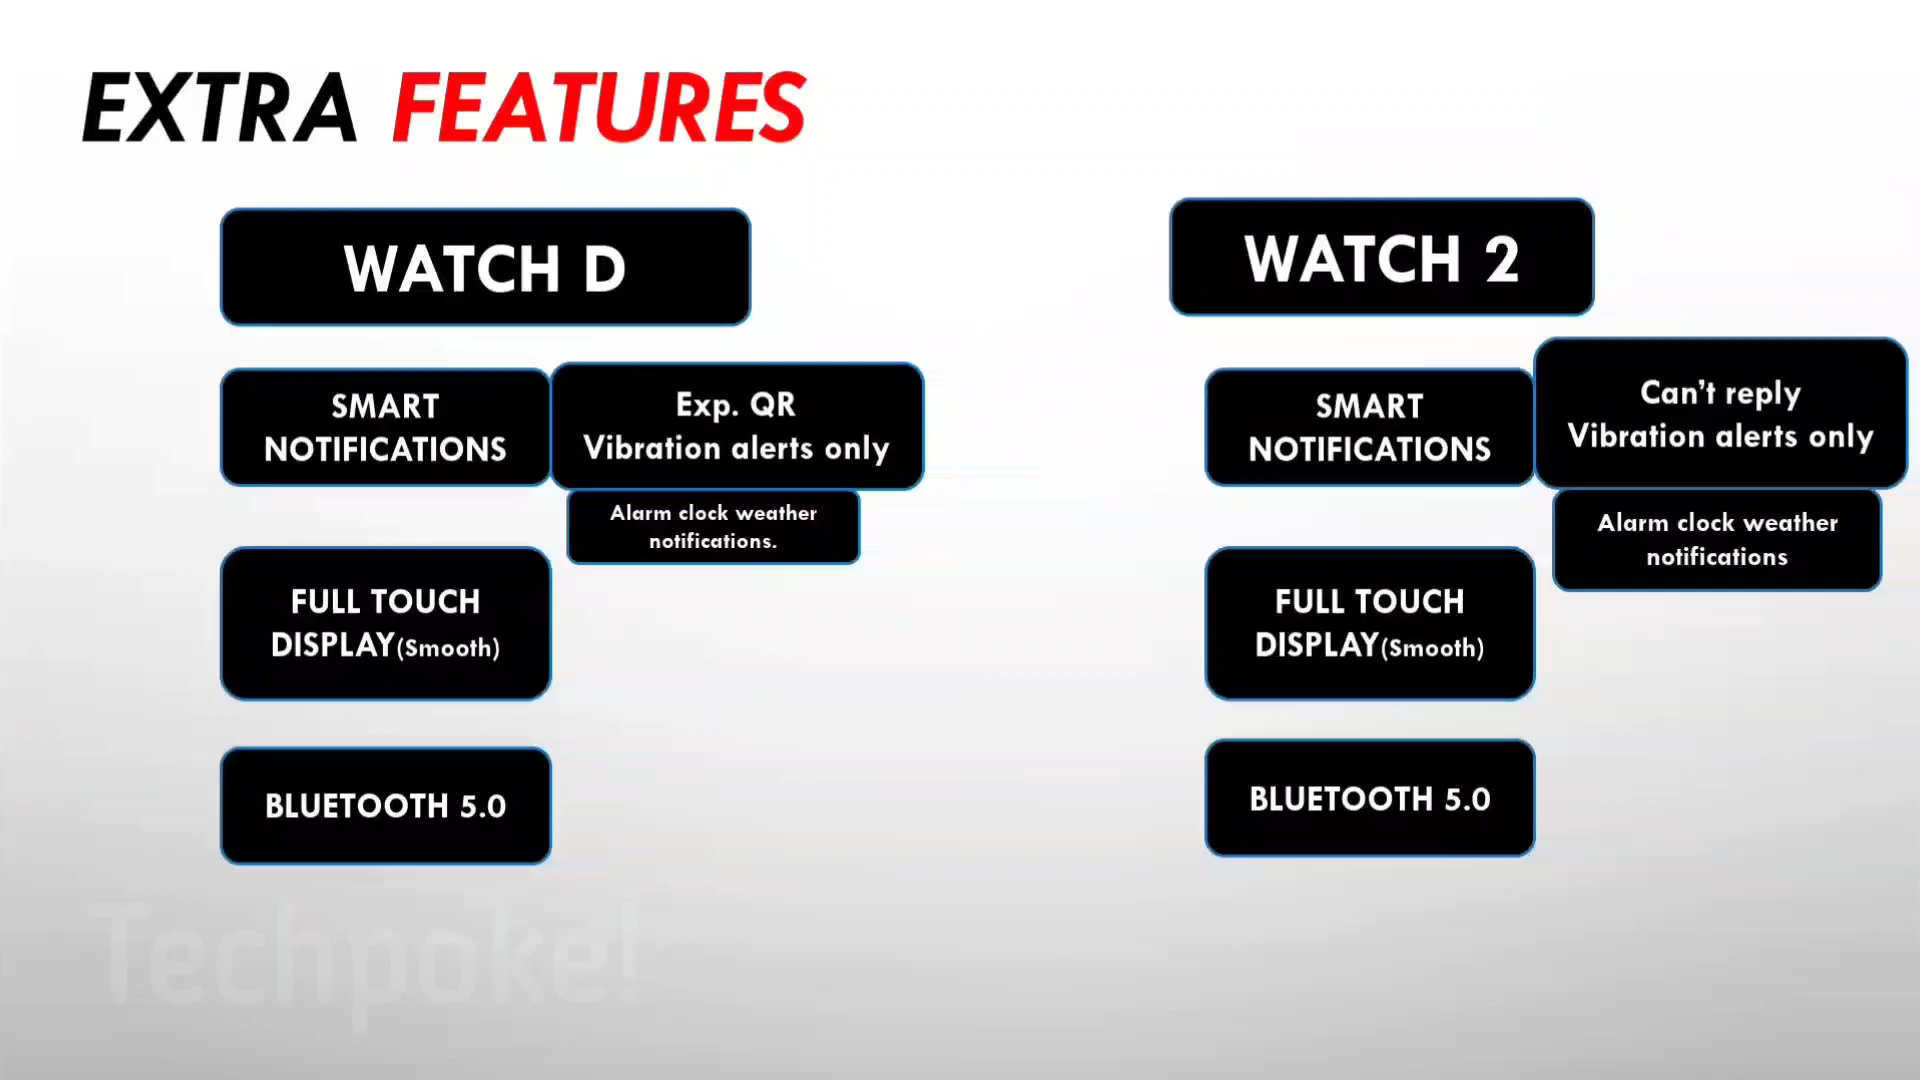 EXTRA FEATURES
WATCH D
SMART
NOTIFICATIONS
Exp. QR
Vibration alerts only
Alarm clock weather
notifications.
FULL TOUCH
DISPLAY(Smooth)
BLUETOOTH 5.0
WATCH 2
SMART
NOTIFICATIONS
Can't reply
Vibration alerts only
Alarm clock weather
notifications
FULL TOUCH
DISPLAY(Smooth)
BLUETOOTH 5.0
Techpoke!